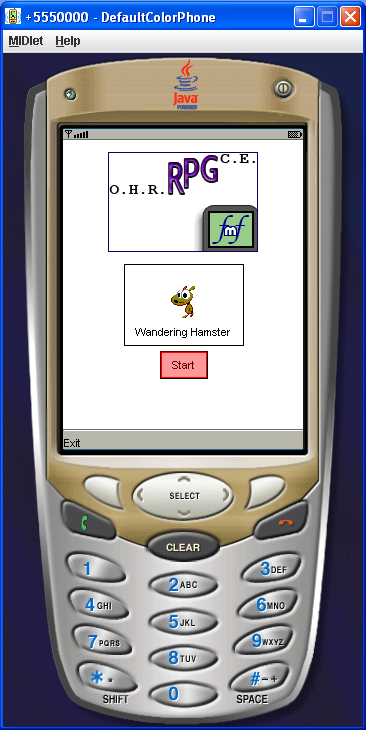 +5550000 - DefaultColorPhone
MIDlet Help
Java
POWERED
O.H.R.RPGC.E.
fmf
Wandering Hamster
Start
Exit
SELECT
CLEAR
1
2 ABC
3 DEF
4 GHI
5 JKL
6 MNO
7 PQRS
8 TUV
9 WXYZ
* .
0
# - +
SHIFT
SPACE